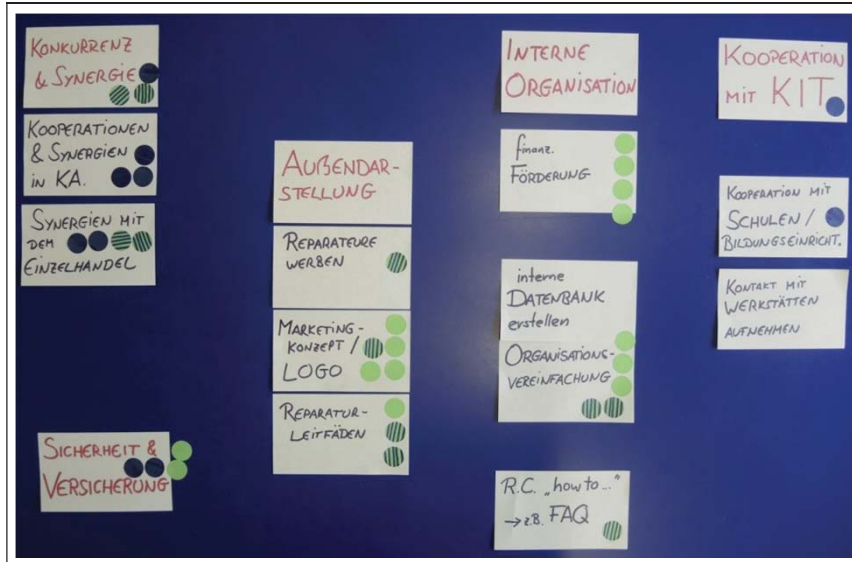 KONKURRENZ
& SYNERGIE
KOOPERATIONEN
& SYNERGIEN
IN KA.
SYNERGIEN MIT
DEM
EINZELHANDEL
SICHERHEIT &
VERSICHERUNG
AUßENDAR-
STELLUNG
REPARATEURE
WERBEN
MARKETING-
KONZEPT /
LOGO
REPARATUR-
LEITFÄDEN
INTERNE
ORGANISATION
finanz.
FÖRDERUNG
interne
DATENBANK
erstellen
ORGANISATIONS-
VEREINFACHUNG
R.C. „how to..."
→ z.B. FAQ
KOOPERATION
MIT KIT
KOOPERATION MIT
SCHULEN /
BILDUNGSEINRICHT.
KONTAKT MIT
WERKSTÄTTEN
AUFNEHMEN